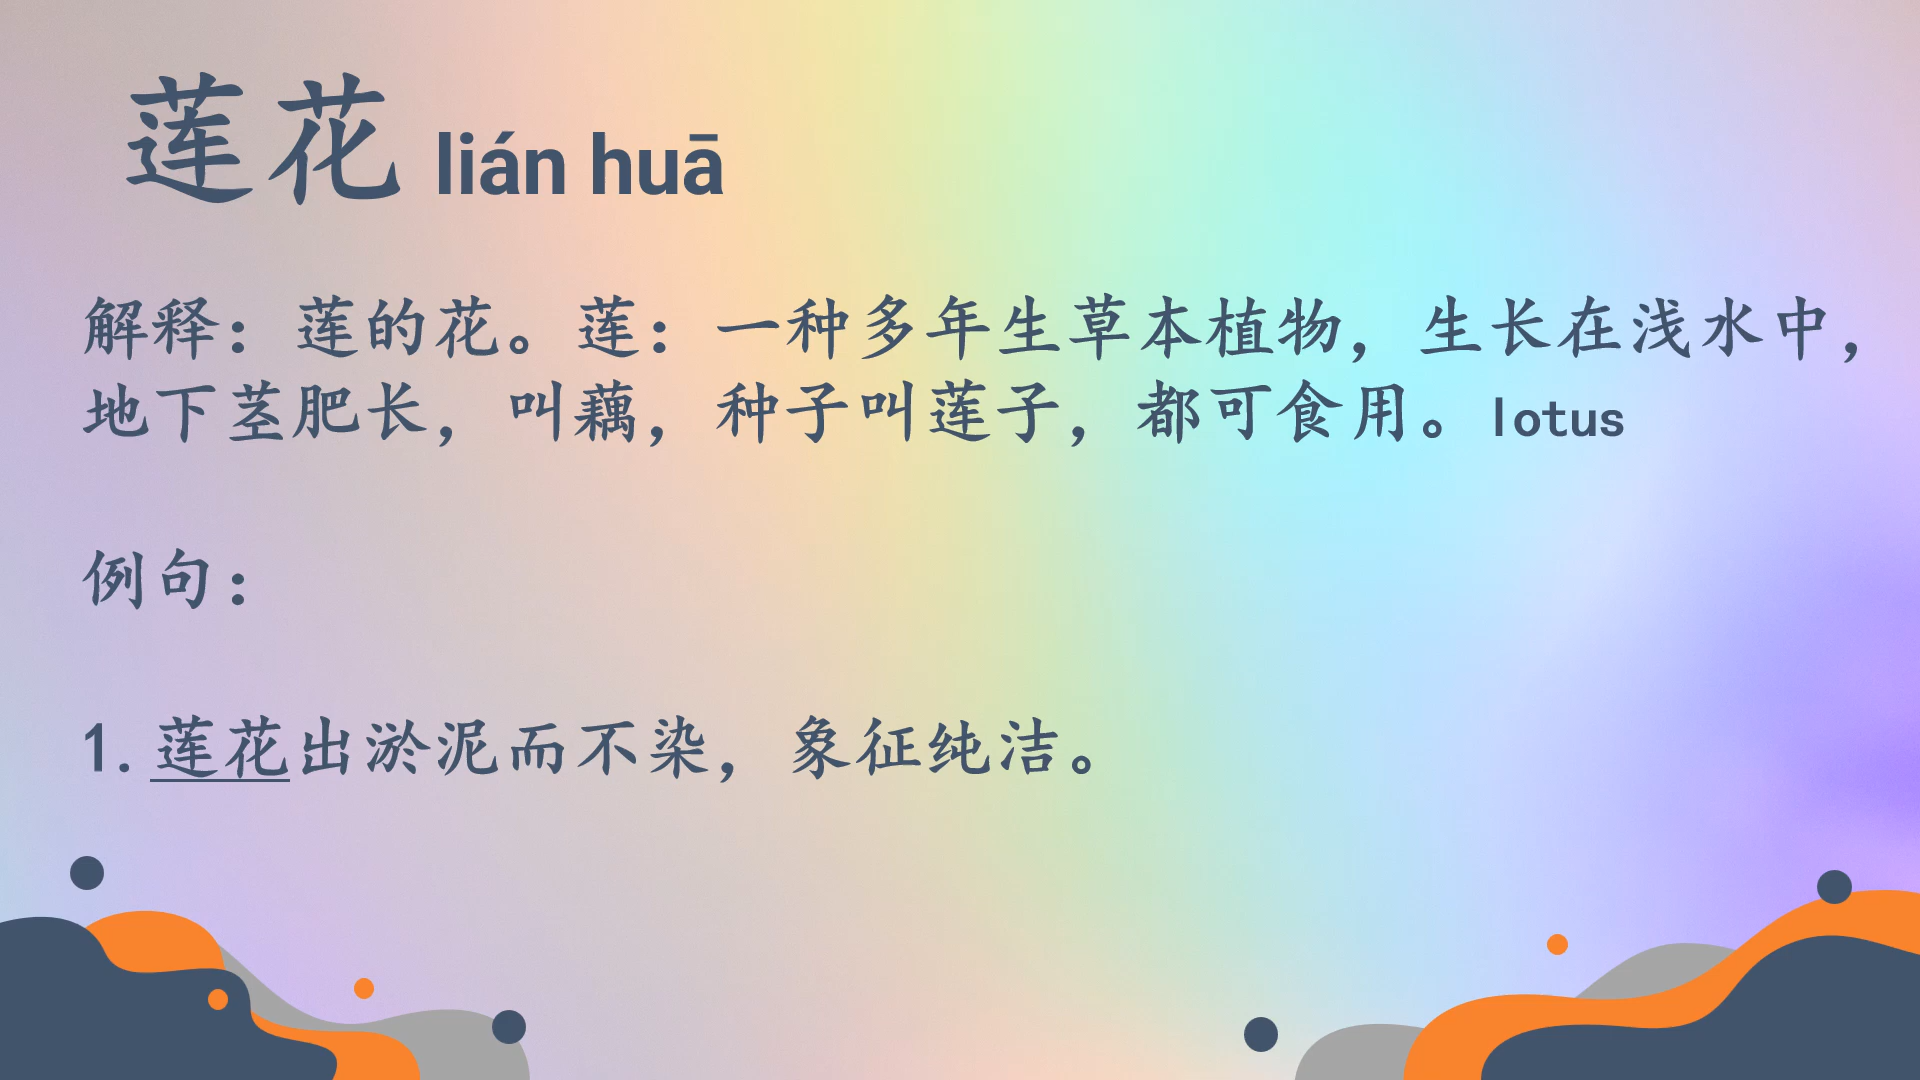 莲花 lián huā
解释：莲的花。莲：一种多年生草本植物，生长在浅水中，
地下茎肥长，叫藕，种子叫莲子，都可食用。lotus
例句：
1. 莲花出淤泥而不染，象征纯洁。